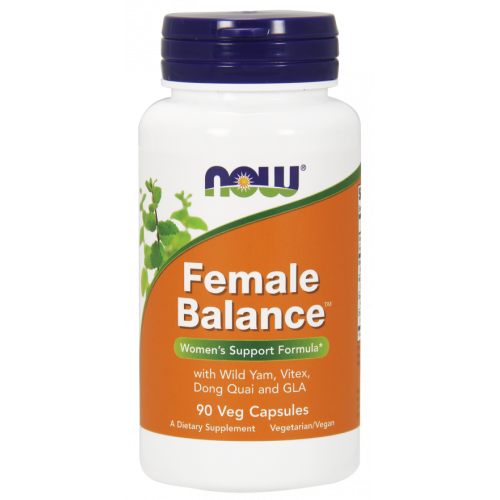 NOW®
Female
Balance™
Women's Support Formula*
with Wild Yam, Vitex,
Dong Quai and GLA
90 Veg Capsules
A Dietary Supplement Vegetarian/Vegan